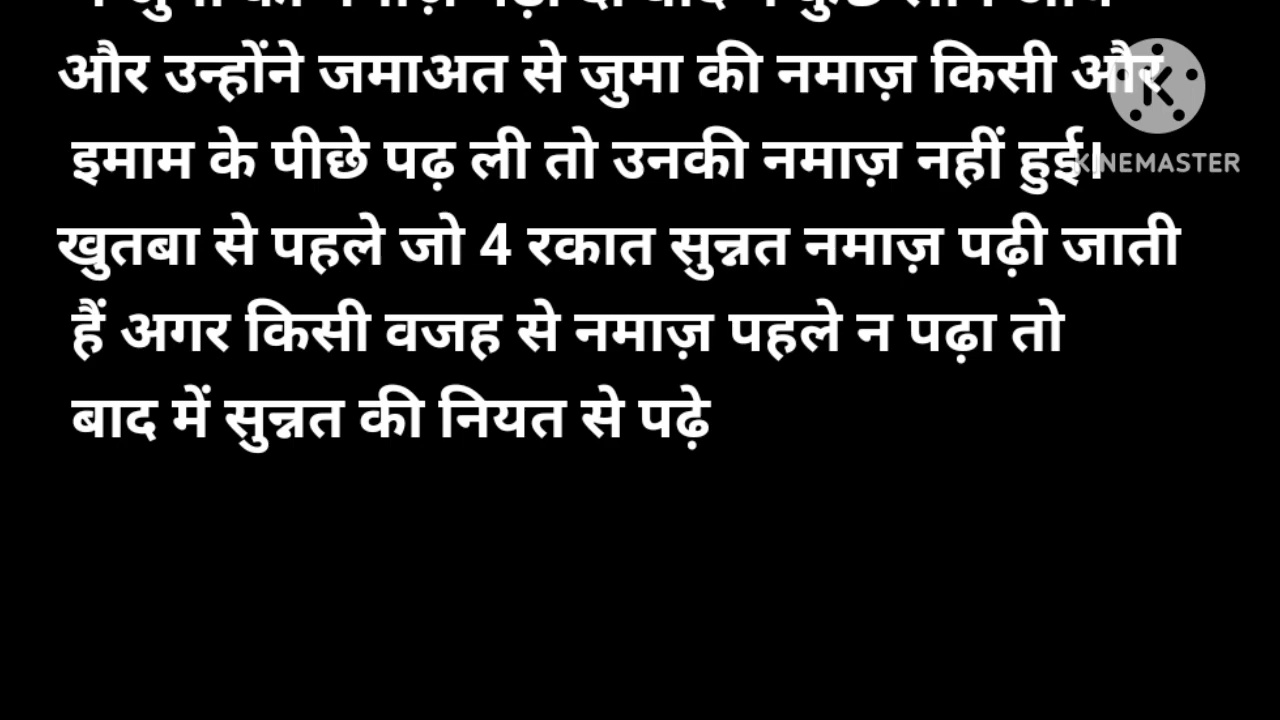 और उन्होंने जमाअत से जुमा की नमाज़ किसी और
इमाम के पीछे पढ़ ली तो उनकी नमाज़ नहीं हुई।
KINEMASTER
खुतबा से पहले जो 4 रकात सुन्नत नमाज़ पढ़ी जाती
हैं अगर किसी वजह से नमाज़ पहले न पढ़ा तो
बाद में सुन्नत की नियत से पढ़े